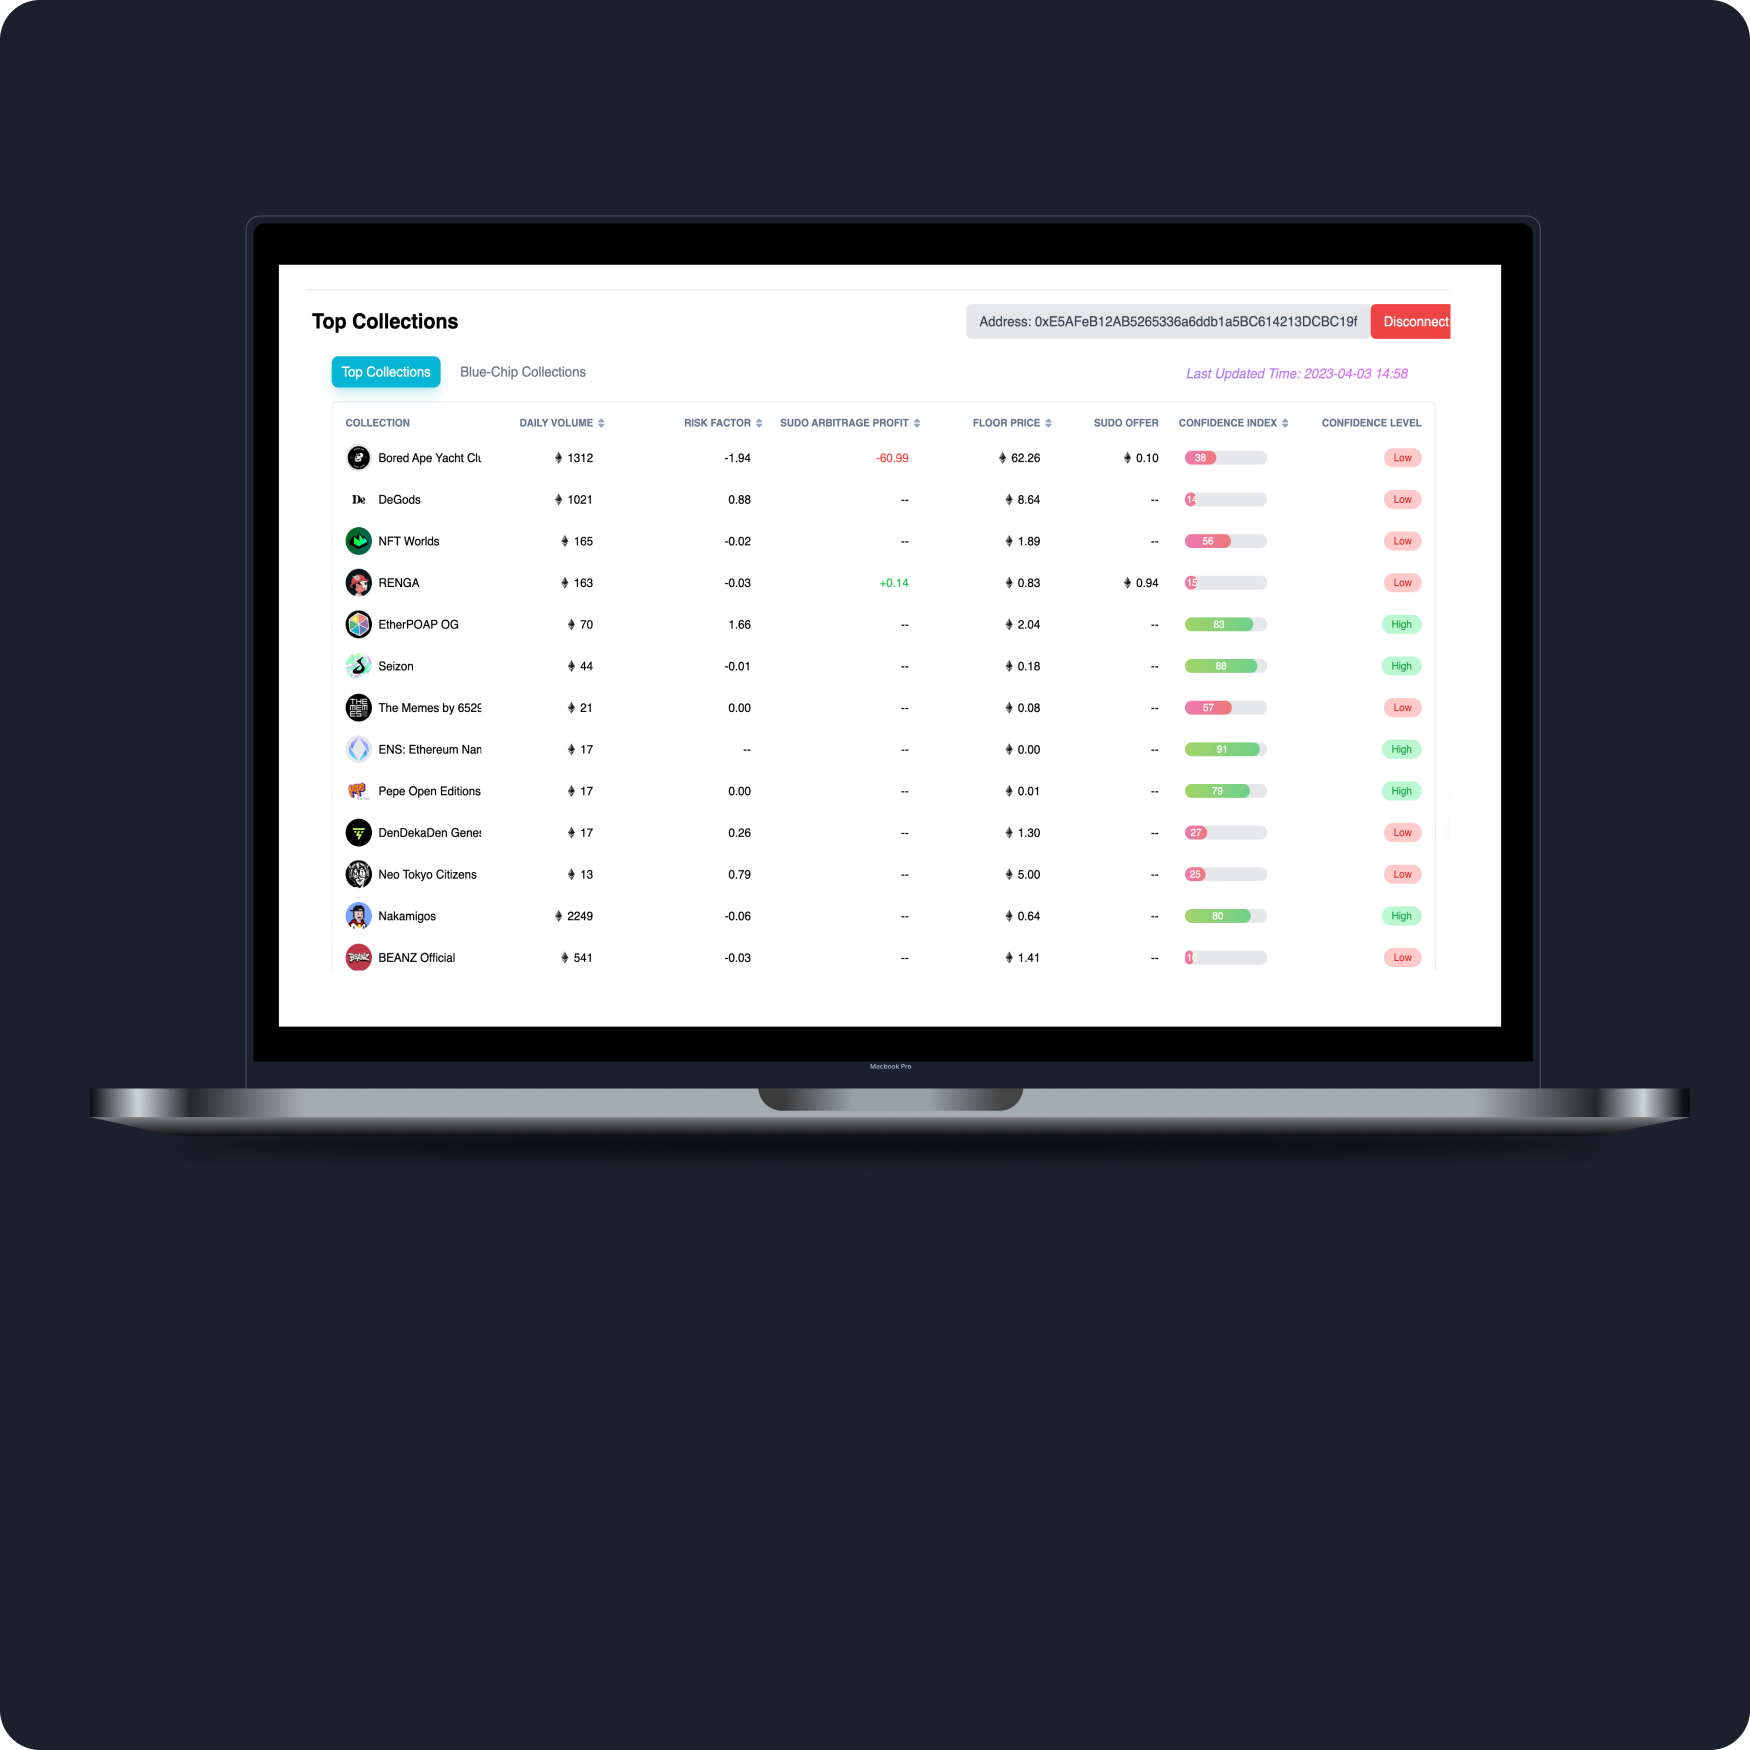 Top Collections
Address: 0xE5AFeB12AB5265336a6ddb1a5BC614213DCBC19f Disconnect
Top Collections Blue-Chip Collections Last Updated Time: 2023-04-03 14:58
COLLECTION DAILY VOLUME RISK FACTOR SUDO ARBITRAGE PROFIT FLOOR PRICE SUDO OFFER CONFIDENCE INDEX CONFIDENCE LEVEL
Bored Ape Yacht Clu 1312 -1.94 -60.99 62.26 0.10 38 Low
De DeGods 1021 0.88 -- 8.64 -- 14 Low
NFT Worlds 165 -0.02 -- 1.89 -- 56 Low
RENGA 163 -0.03 +0.14 0.83 0.94 15 Low
EtherPOAP OG 70 1.66 -- 2.04 -- 83 High
Seizon 44 -0.01 -- 0.18 -- 88 High
THE MEMES The Memes by 6529 21 0.00 -- 0.08 -- 57 Low
ENS: Ethereum Nan 17 -- -- 0.00 -- 91 High
Pepe Open Editions 17 0.00 -- 0.01 -- 79 High
DenDekaDen Genes 17 0.26 -- 1.30 -- 27 Low
Neo Tokyo Citizens 13 0.79 -- 5.00 -- 25 Low
Nakamigos 2249 -0.06 -- 0.64 -- 80 High
BEANZ BEANZ Official 541 -0.03 -- 1.41 -- 10 Low
Macbook Pro